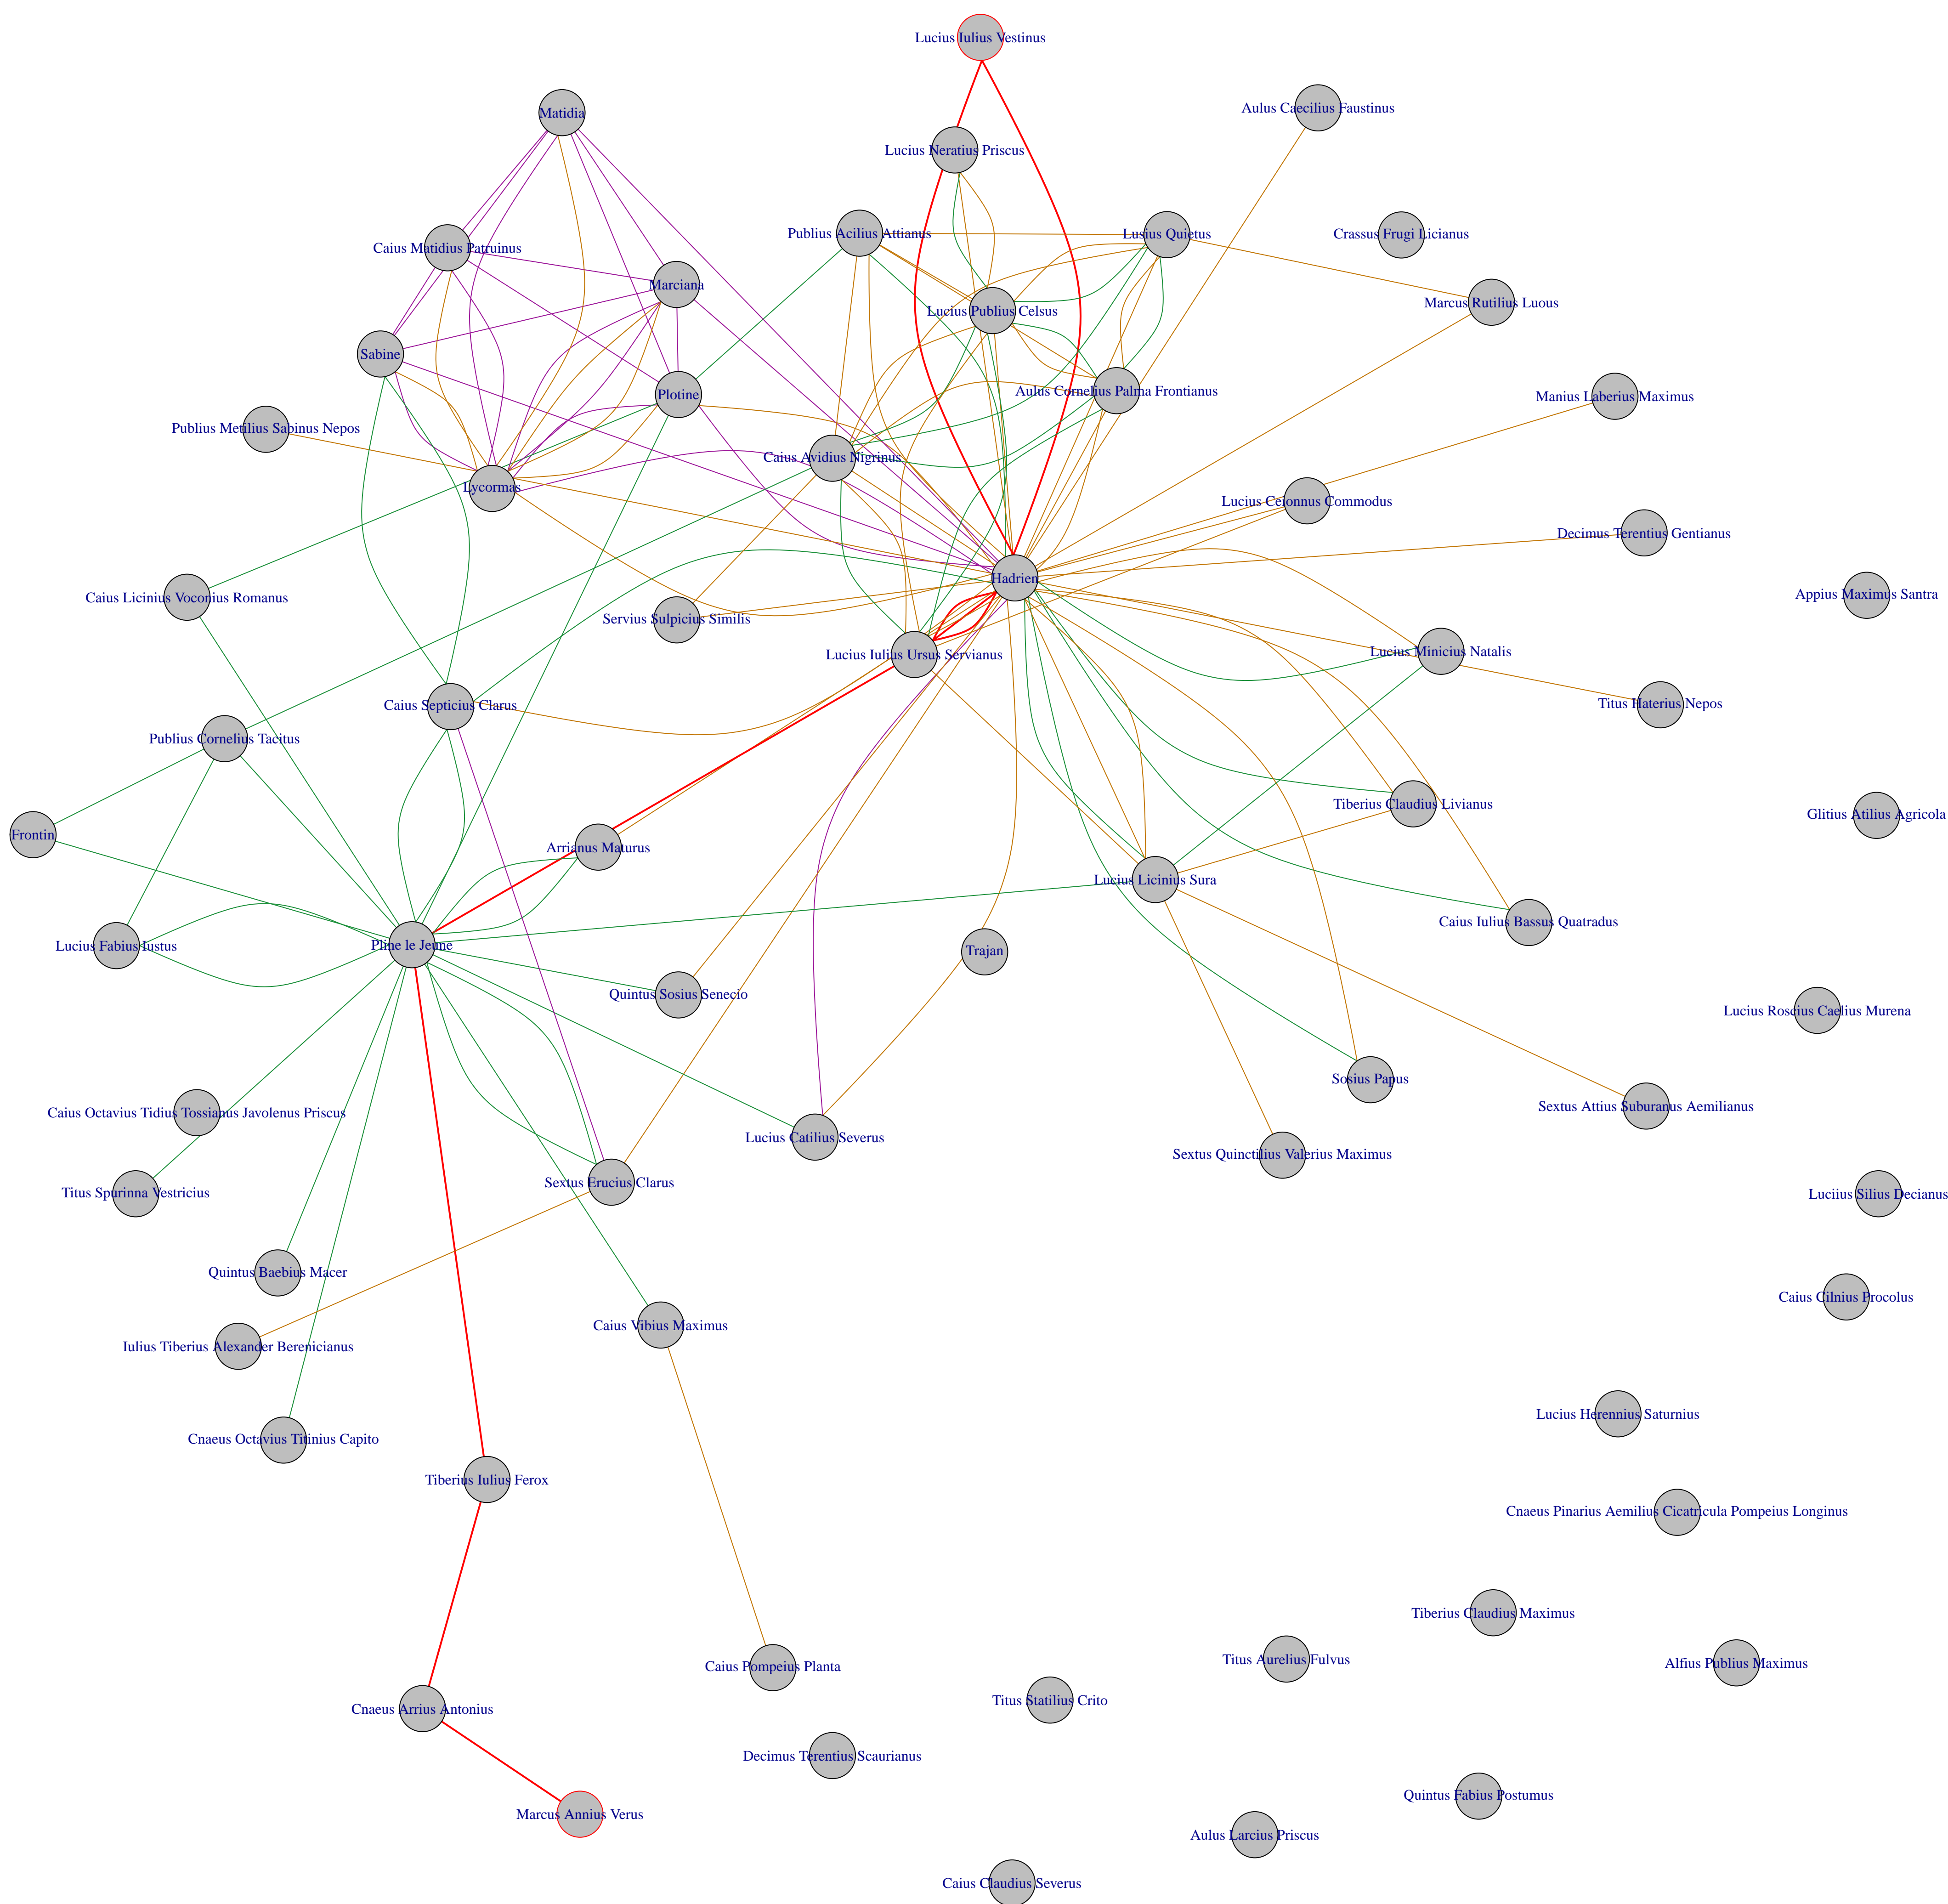 Lucius Iulius Vestinus
Aulus Caecilius Faustinus
Matidia
Lucius Neratius Priscus
Publius Acilius Attianus
Lusius Quietus
Crassus Frugi Licianus
Caius Matidius Patruinus
Marciana
Marcus Rutilius Luous
Lucius Publius Celsus
Sabine
Plotine
Aulus Cornelius Palma Frontianus
Manius Laberius Maximus
Publius Metilius Sabinus Nepos
Caius Avidius Nigrinus
Lycormas
Lucius Ceionnus Commodus
Decimus Terentius Gentianus
Hadrien
Caius Licinius Voconius Romanus
Appius Maximus Santra
Servius Sulpicius Similis
Lucius Iulius Ursus Servianus
Lucius Minicius Natalis
Caius Septicius Clarus
Titus Haterius Nepos
Publius Cornelius Tacitus
Tiberius Claudius Livianus
Glitius Atilius Agricola
Frontin
Arrianus Maturus
Lucius Licinius Sura
Caius Iulius Bassus Quatradus
Lucius Fabius Iustus
Pline le Jeune
Trajan
Quintus Sosius Senecio
Lucius Roscius Caelius Murena
Sosius Papus
Sextus Attius Suburanus Aemilianus
Caius Octavius Tidius Tossianus Javolenus Priscus
Lucius Catilius Severus
Sextus Quinctilius Valerius Maximus
Sextus Erucius Clarus
Titus Spurinna Vestricius
Luciius Silius Decianus
Quintus Baebius Macer
Caius Cilnius Procolus
Caius Vibius Maximus
Iulius Tiberius Alexander Berenicianus
Lucius Herennius Saturnius
Cnaeus Octavius Titinius Capito
Tiberius Iulius Ferox
Cnaeus Pinarius Aemilius Cicatricula Pompeius Longinus
Tiberius Claudius Maximus
Titus Aurelius Fulvus
Alfius Publius Maximus
Caius Pompeius Planta
Titus Statilius Crito
Cnaeus Arrius Antonius
Decimus Terentius Scaurianus
Quintus Fabius Postumus
Marcus Annius Verus
Aulus Larcius Priscus
Caius Claudius Severus